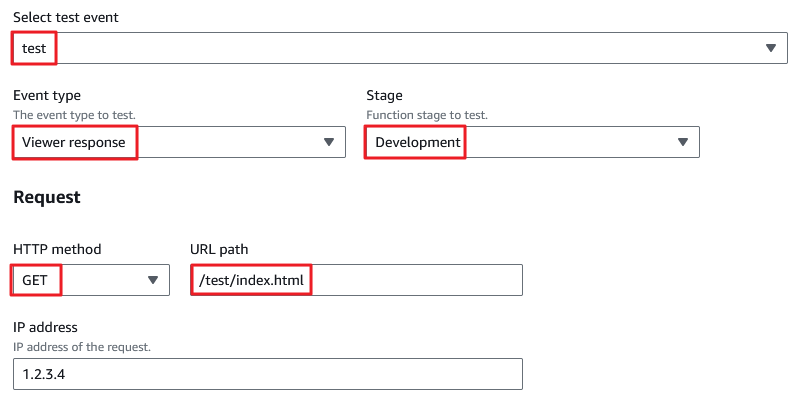 Select test event
test
Event type
Stage
The event type to test.
Function stage to test.
Viewer response
Development
Request
HTTP method
URL path
GET
/test/index.html
IP address
IP address of the request.
1.2.3.4